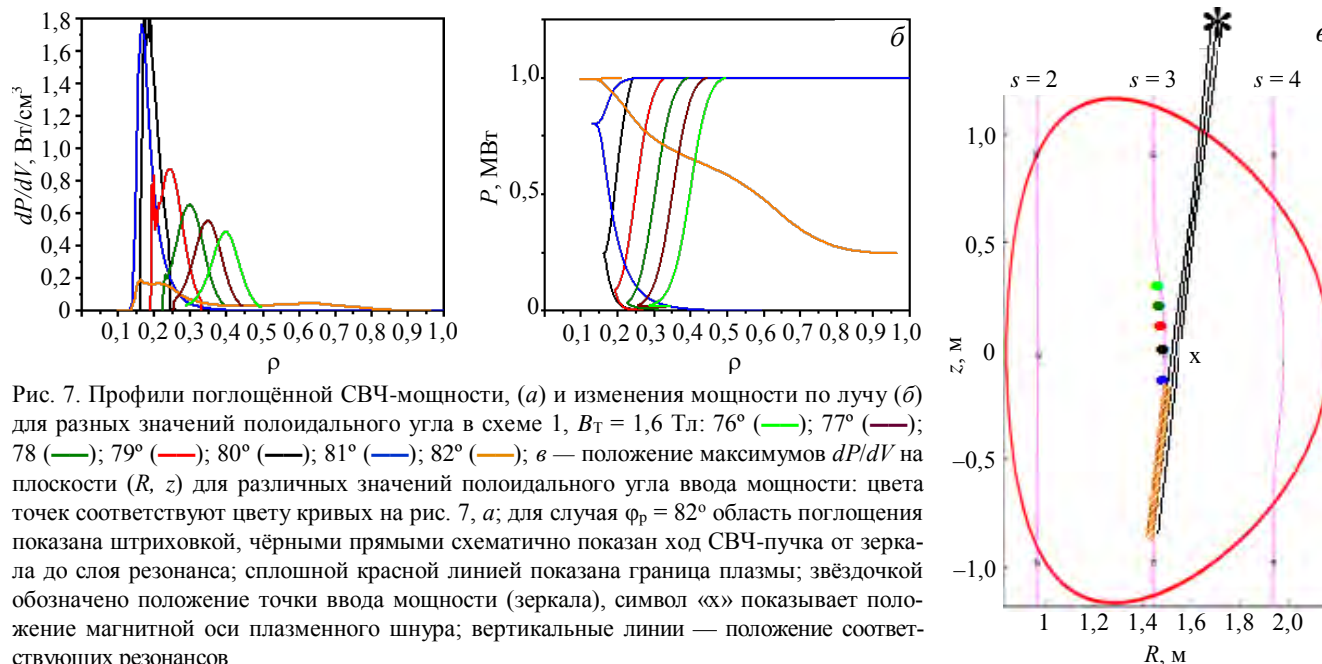 1,8
1,6
1,4
1,2
1,0
0,8
0,6
0,4
0,2
0
dP/dV, Вт/см³
0,1 0,2 0,3 0,4 0,5 0,6 0,7 0,8 0,9 1,0
ρ
б
1,0
0,5
0
P, МВт
0,1 0,2 0,3 0,4 0,5 0,6 0,7 0,8 0,9 1,0
ρ
s = 2 s = 3 s = 4
1,0
0,5
0
–0,5
–1,0
z, м
x
1 1,2 1,4 1,6 1,8 2,0
R, м
Рис. 7. Профили поглощённой СВЧ-мощности, (а) и изменения мощности по лучу (б)
для разных значений полоидального угла в схеме 1, BТ = 1,6 Тл: 76º (——); 77º (——);
78 (——); 79º (——); 80º (——); 81º (——); 82º (——); в — положение максимумов dP/dV на
плоскости (R, z) для различных значений полоидального угла ввода мощности: цвета
точек соответствуют цвету кривых на рис. 7, а; для случая φр = 82º область поглощения
показана штриховкой, чёрными прямыми схематично показан ход СВЧ-пучка от зерка-
ла до слоя резонанса; сплошной красной линией показана граница плазмы; звёздочкой
обозначено положение точки ввода мощности (зеркала), символ «x» показывает поло-
жение магнитной оси плазменного шнура; вертикальные линии — положение соответ-
ствующих резонансов